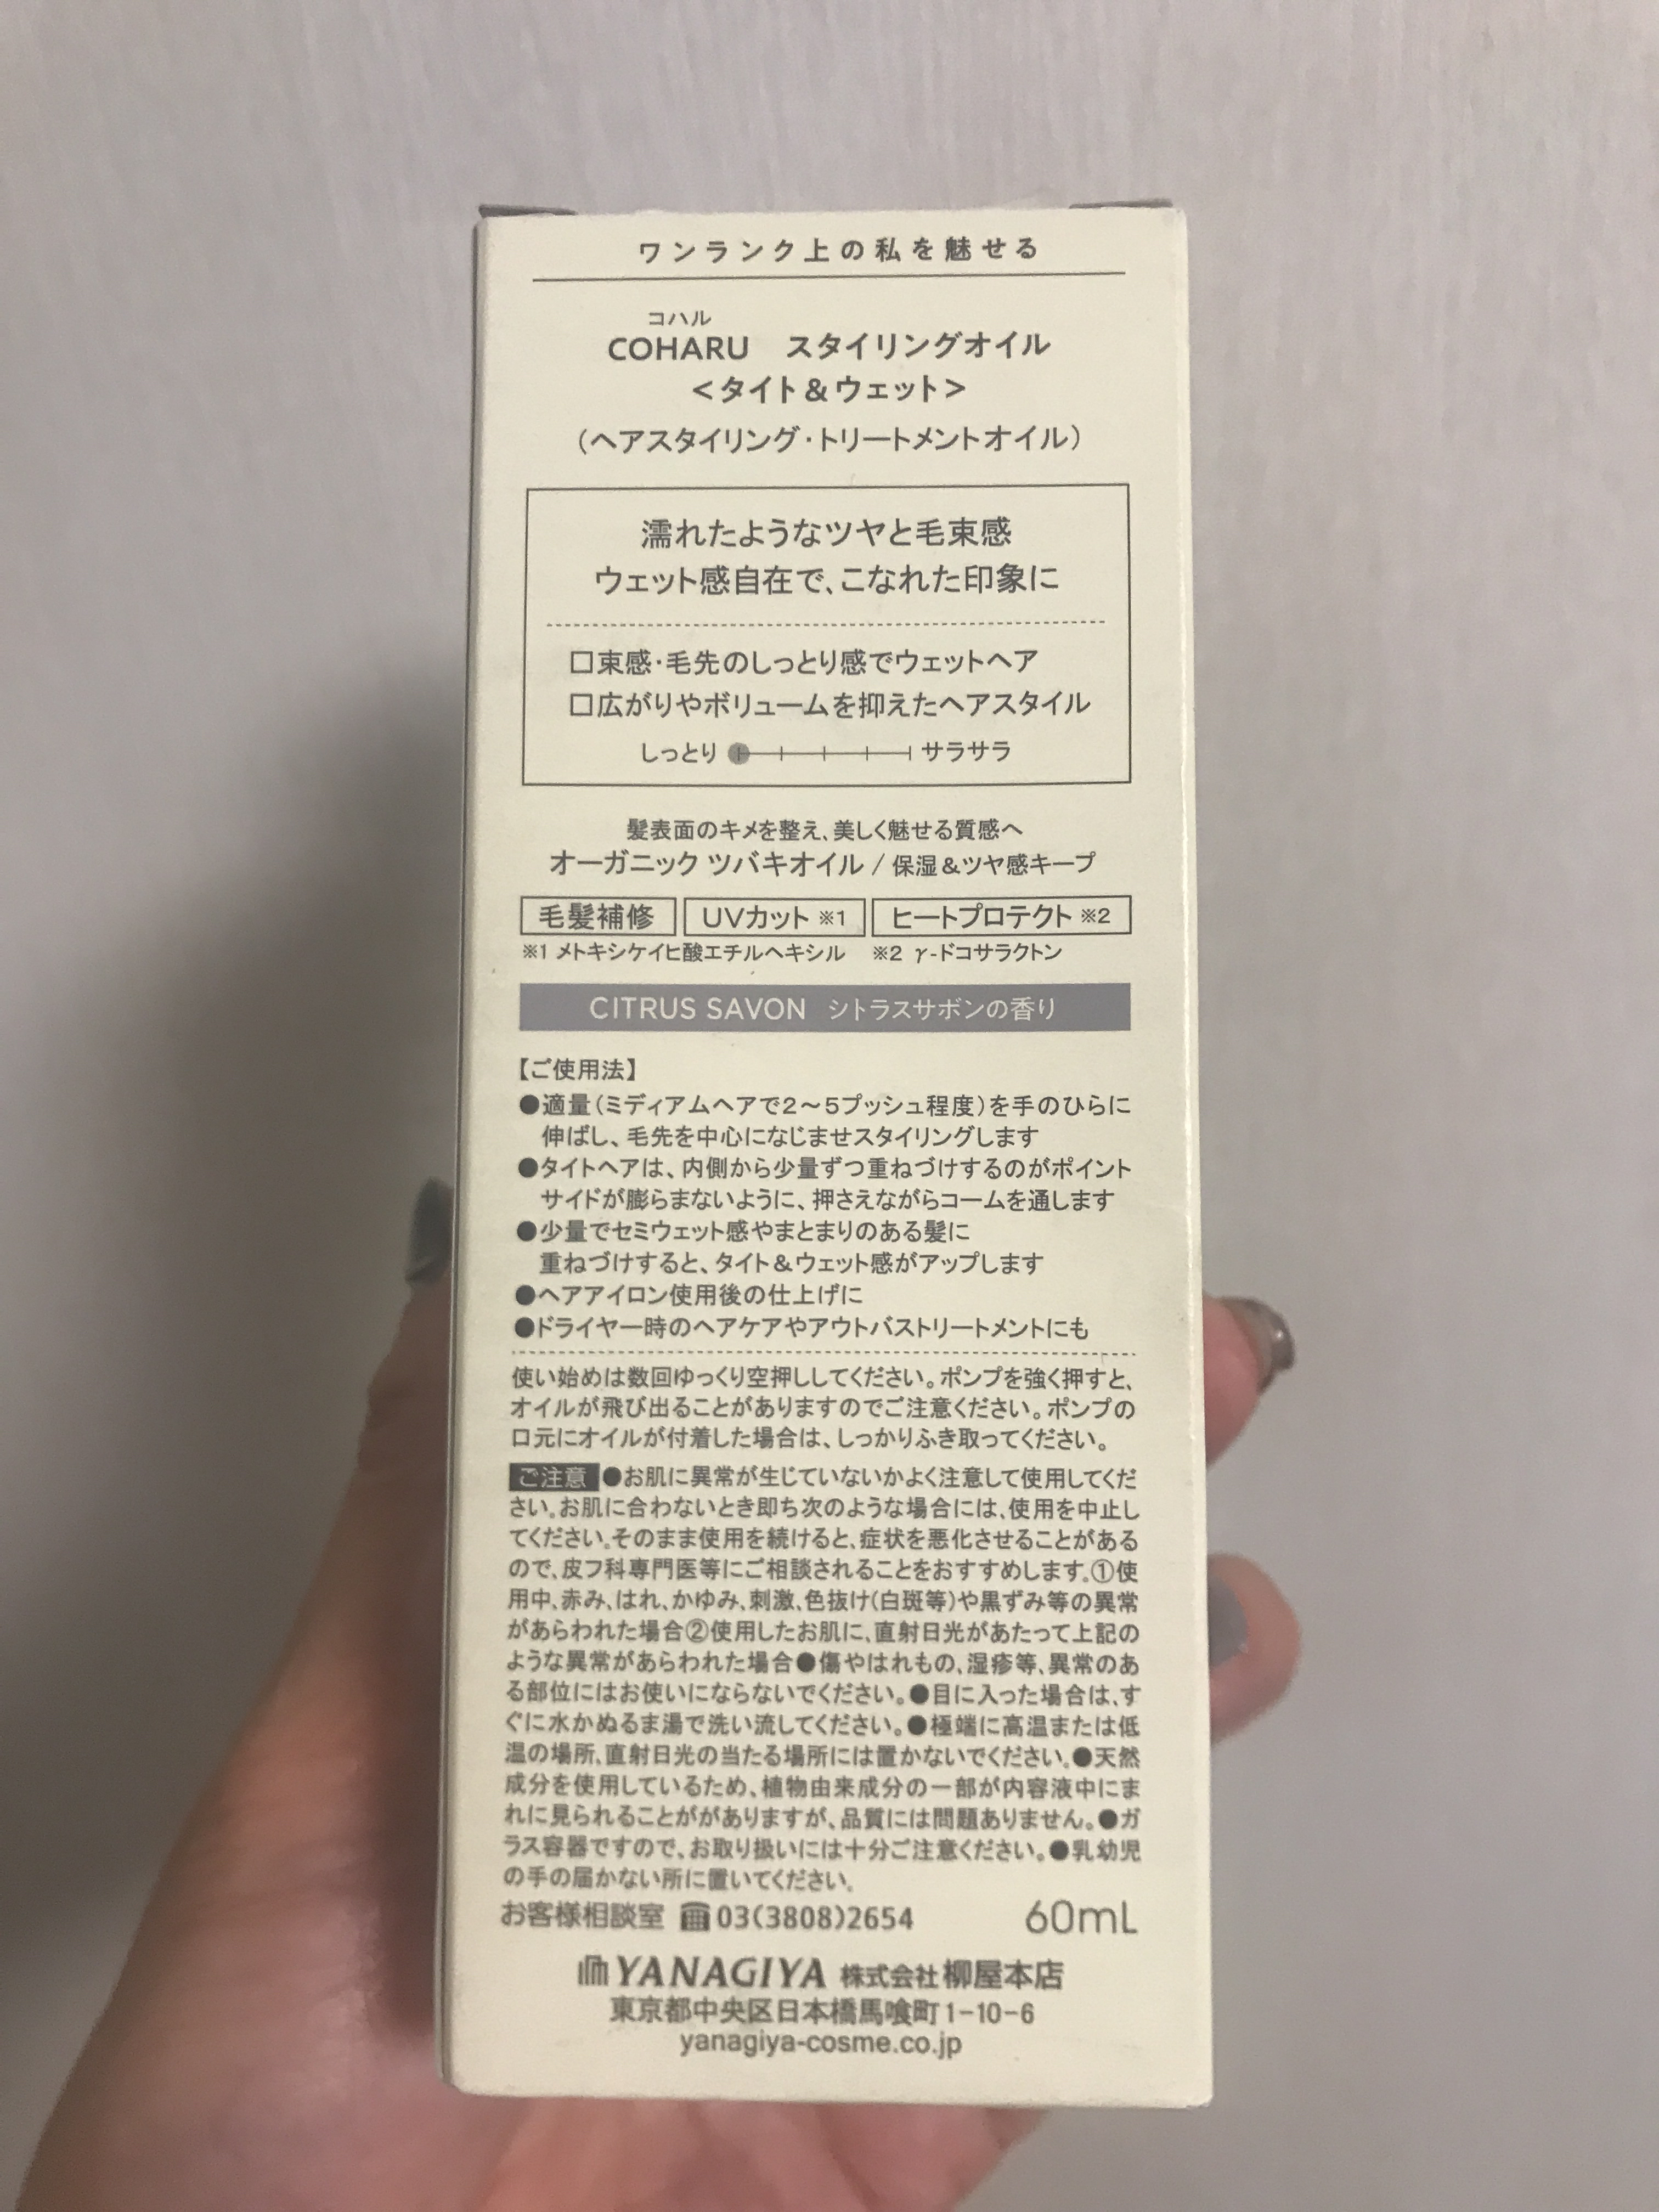 ワンランク上の私を魅せる
コハル
COHARU スタイリングオイル
<タイト&ウェット>
(ヘアスタイリング・トリートメントオイル)
濡れたようなツヤと毛束感
ウェット感自在で、こなれた印象に
□束感・毛先のしっとり感でウェットヘア
□広がりやボリュームを抑えたヘアスタイル
しっとり サラサラ
髪表面のキメを整え、美しく魅せる質感へ
オーガニック ツバキオイル / 保湿&ツヤ感キープ
毛髪補修 UVカット ※1 ヒートプロテクト ※2
※1 メトキシケイヒ酸エチルヘキシル ※2 γ-ドコサラクトン
CITRUS SAVON シトラスサボンの香り
【ご使用法】
●適量(ミディアムヘアで2〜5プッシュ程度)を手のひらに
伸ばし、毛先を中心になじませスタイリングします
●タイトヘアは、内側から少量ずつ重ねづけするのがポイント
サイドが膨らまないように、押さえながらコームを通します
●少量でセミウェット感やまとまりのある髪に
重ねづけすると、タイト&ウェット感がアップします
●ヘアアイロン使用後の仕上げに
●ドライヤー時のヘアケアやアウトバストリートメントにも
使い始めは数回ゆっくり空押ししてください。ポンプを強く押すと、
オイルが飛び出ることがありますのでご注意ください。ポンプの
口元にオイルが付着した場合は、しっかりふき取ってください。
ご注意 ●お肌に異常が生じていないかよく注意して使用してくだ
さい。お肌に合わないとき即ち次のような場合には、使用を中止し
てください。そのまま使用を続けると、症状を悪化させることがある
ので、皮フ科専門医等にご相談されることをおすすめします。①使
用中、赤み、はれ、かゆみ、刺激、色抜け(白斑等)や黒ずみ等の異常
があらわれた場合②使用したお肌に、直射日光があたって上記の
ような異常があらわれた場合●傷やはれもの、湿疹等、異常のあ
る部位にはお使いにならないでください。●目に入った場合は、す
ぐに水かぬるま湯で洗い流してください。●極端に高温または低
温の場所、直射日光の当たる場所には置かないでください。●天然
成分を使用しているため、植物由来成分の一部が内容液中にま
れに見られることががありますが、品質には問題ありません。●ガ
ラス容器ですので、お取り扱いには十分ご注意ください。●乳幼児
の手の届かない所に置いてください。
お客様相談室 ☎03(3808)2654 60mL
YANAGIYA 株式会社 柳屋本店
東京都中央区日本橋馬喰町1-10-6
yanagiya-cosme.co.jp